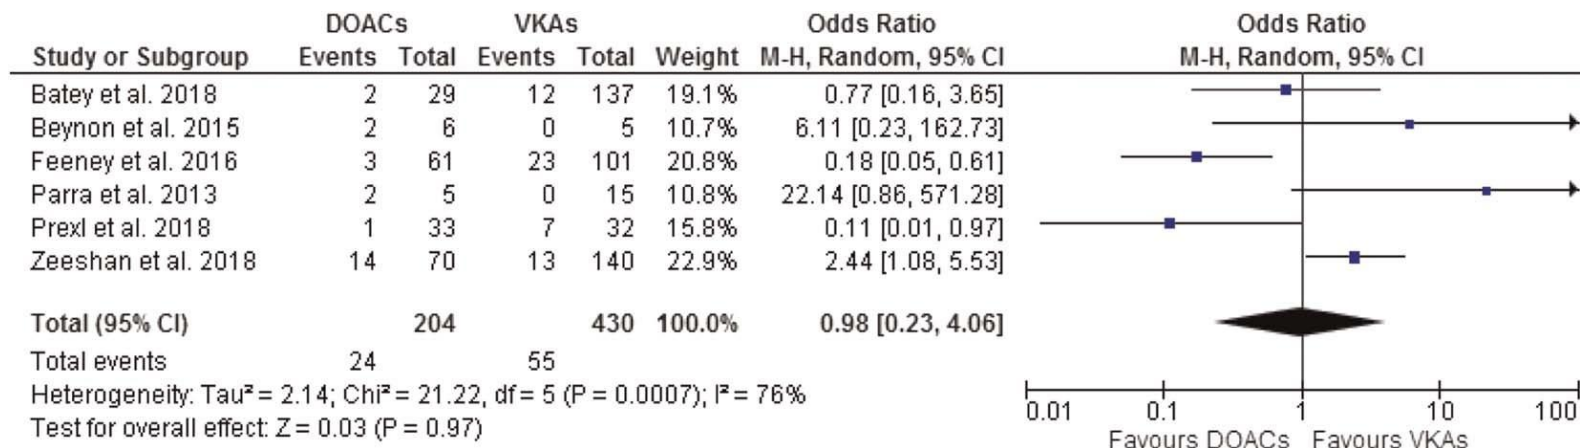 DOACs VKAs Odds Ratio Odds Ratio
Study or Subgroup Events Total Events Total Weight M-H, Random, 95% CI M-H, Random, 95% CI
Batey et al. 2018 2 29 12 137 19.1% 0.77 [0.16, 3.65]
Beynon et al. 2015 2 6 0 5 10.7% 6.11 [0.23, 162.73]
Feeney et al. 2016 3 61 23 101 20.8% 0.18 [0.05, 0.61]
Parra et al. 2013 2 5 0 15 10.8% 22.14 [0.86, 571.28]
Prexl et al. 2018 1 33 7 32 15.8% 0.11 [0.01, 0.97]
Zeeshan et al. 2018 14 70 13 140 22.9% 2.44 [1.08, 5.53]
Total (95% CI) 204 430 100.0% 0.98 [0.23, 4.06]
Total events 24 55
Heterogeneity: Tau² = 2.14; Chi² = 21.22, df = 5 (P = 0.0007); I² = 76%
Test for overall effect: Z = 0.03 (P = 0.97)
0.01 0.1 1 10 100
Favours DOACs Favours VKAs